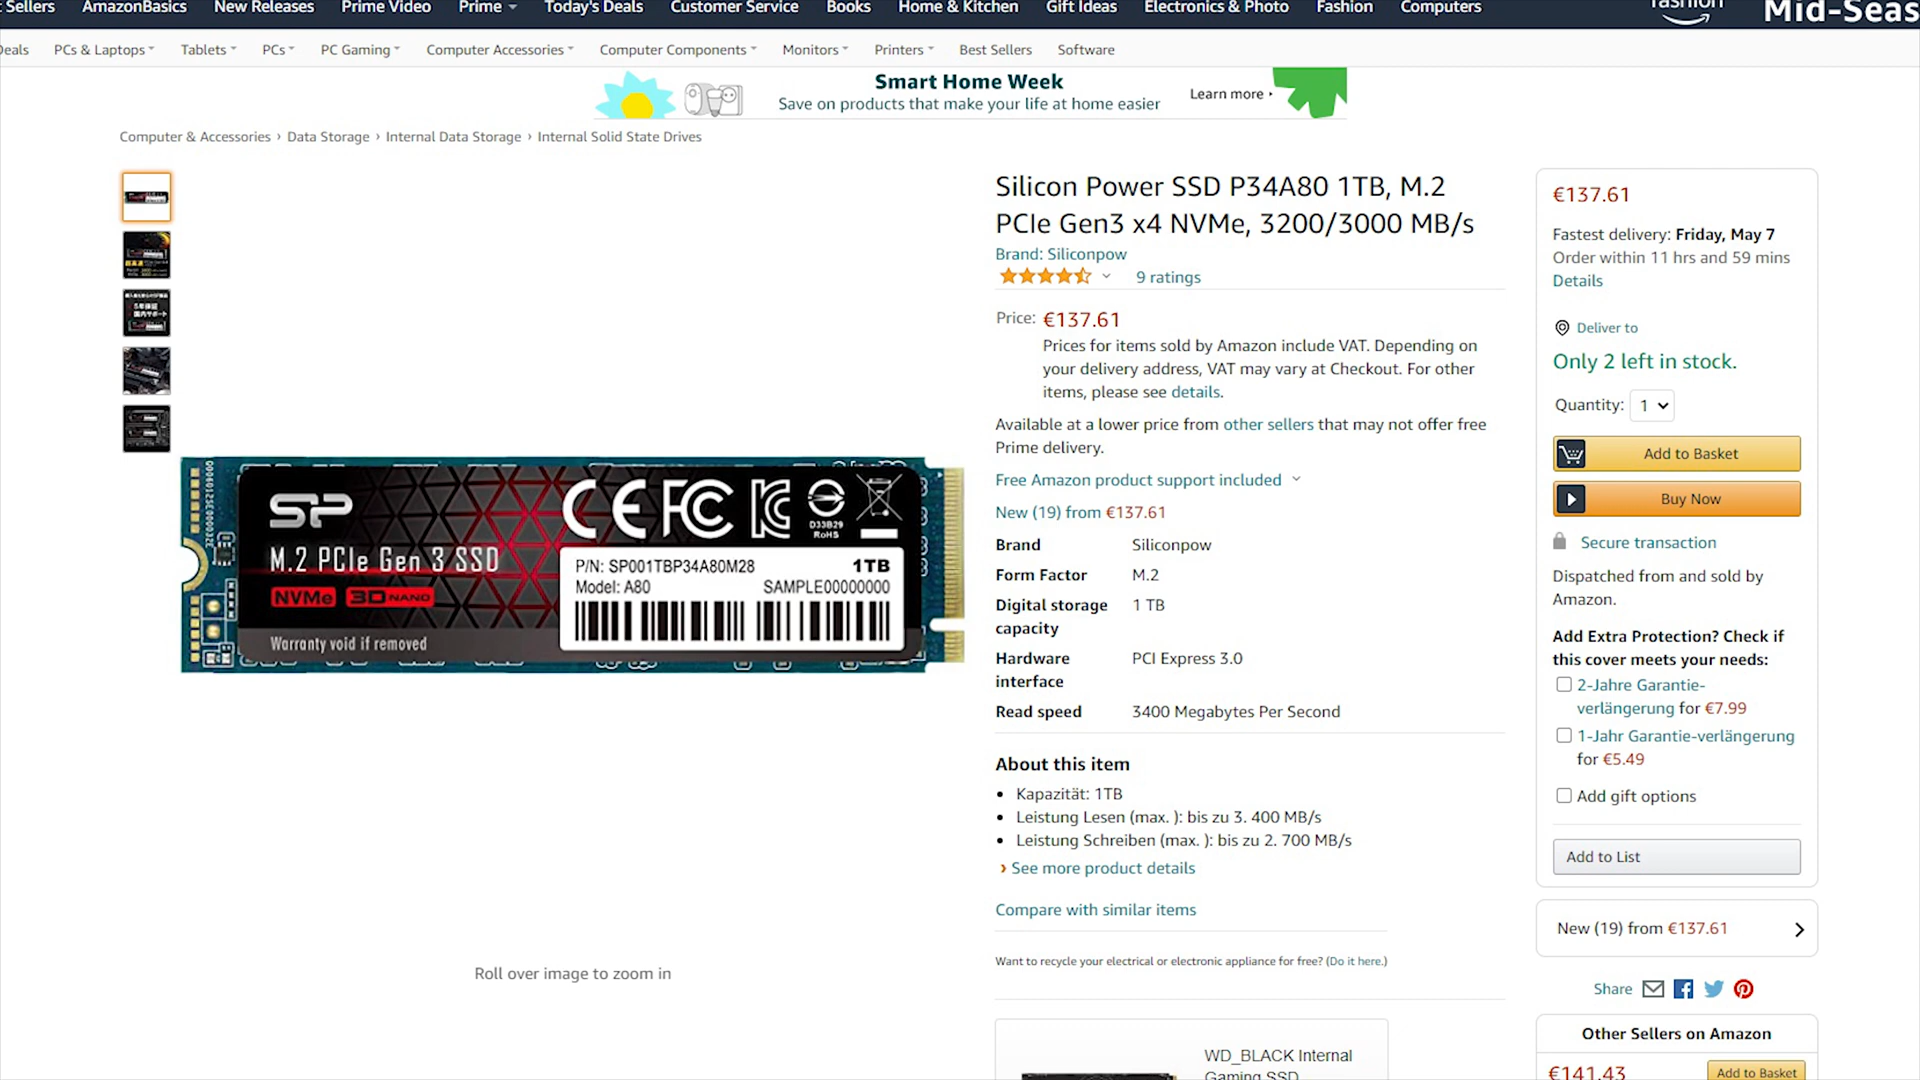 Sellers
AmazonBasics
New Releases
Prime Video
Prime
Today's Deals
Customer Service
Books
Home & Kitchen
Gift Ideas
Electronics & Photo
Fashion
Computers
fashion
Mid-Seas
Deals
PCs & Laptops
Tablets
PCs
PC Gaming
Computer Accessories
Computer Components
Monitors
Printers
Best Sellers
Software
Smart Home Week
Save on products that make your life at home easier
Learn more
Computer & Accessories › Data Storage › Internal Data Storage › Internal Solid State Drives
SP
M.2 PCIe Gen 3 SSD
NVMe 3D NAND
Warranty void if removed
CE FC
D33B29
RoHS
P/N: SP001TBP34A80M28
1TB
Model: A80
SAMPLE00000000
Roll over image to zoom in
Silicon Power SSD P34A80 1TB, M.2
PCIe Gen3 x4 NVMe, 3200/3000 MB/s
Brand: Siliconpow
9 ratings
Price: €137.61
Prices for items sold by Amazon include VAT. Depending on
your delivery address, VAT may vary at Checkout. For other
items, please see details.
Available at a lower price from other sellers that may not offer free
Prime delivery.
Free Amazon product support included
New (19) from €137.61
Brand Siliconpow
Form Factor M.2
Digital storage 1 TB
capacity
Hardware PCI Express 3.0
interface
Read speed 3400 Megabytes Per Second
About this item
• Kapazität: 1TB
• Leistung Lesen (max. ): bis zu 3. 400 MB/s
• Leistung Schreiben (max. ): bis zu 2. 700 MB/s
› See more product details
Compare with similar items
Want to recycle your electrical or electronic appliance for free? (Do it here.)
WD_BLACK Internal
Gaming SSD
€137.61
Fastest delivery: Friday, May 7
Order within 11 hrs and 59 mins
Details
Deliver to
Only 2 left in stock.
Quantity: 1
Add to Basket
Buy Now
Secure transaction
Dispatched from and sold by
Amazon.
Add Extra Protection? Check if
this cover meets your needs:
2-Jahre Garantie-
verlängerung for €7.99
1-Jahr Garantie-verlängerung
for €5.49
Add gift options
Add to List
New (19) from €137.61
Share
Other Sellers on Amazon
€141.43
Add to Basket